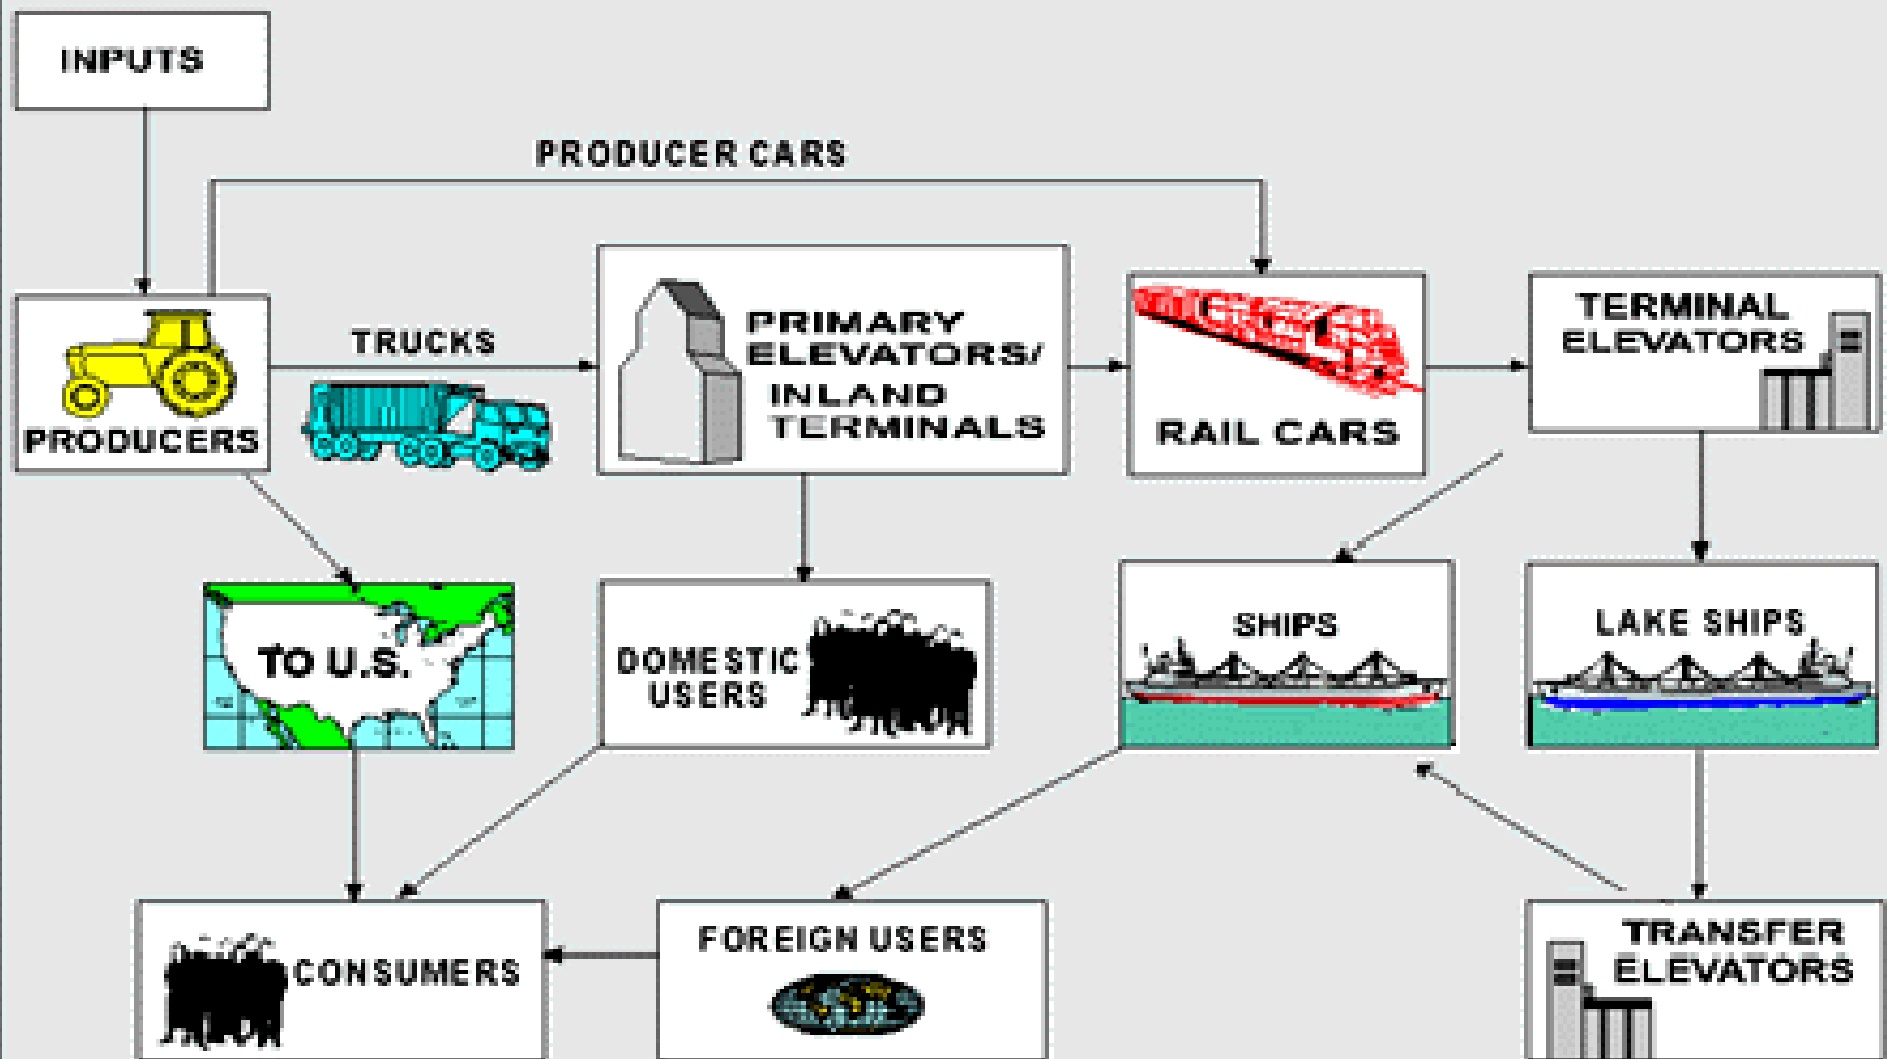 INPUTS
PRODUCER CARS
PRODUCERS
TRUCKS
PRIMARY
ELEVATORS/
INLAND
TERMINALS
RAIL CARS
TERMINAL
ELEVATORS
TO U.S.
DOMESTIC
USERS
SHIPS
LAKE SHIPS
CONSUMERS
FOREIGN USERS
TRANSFER
ELEVATORS